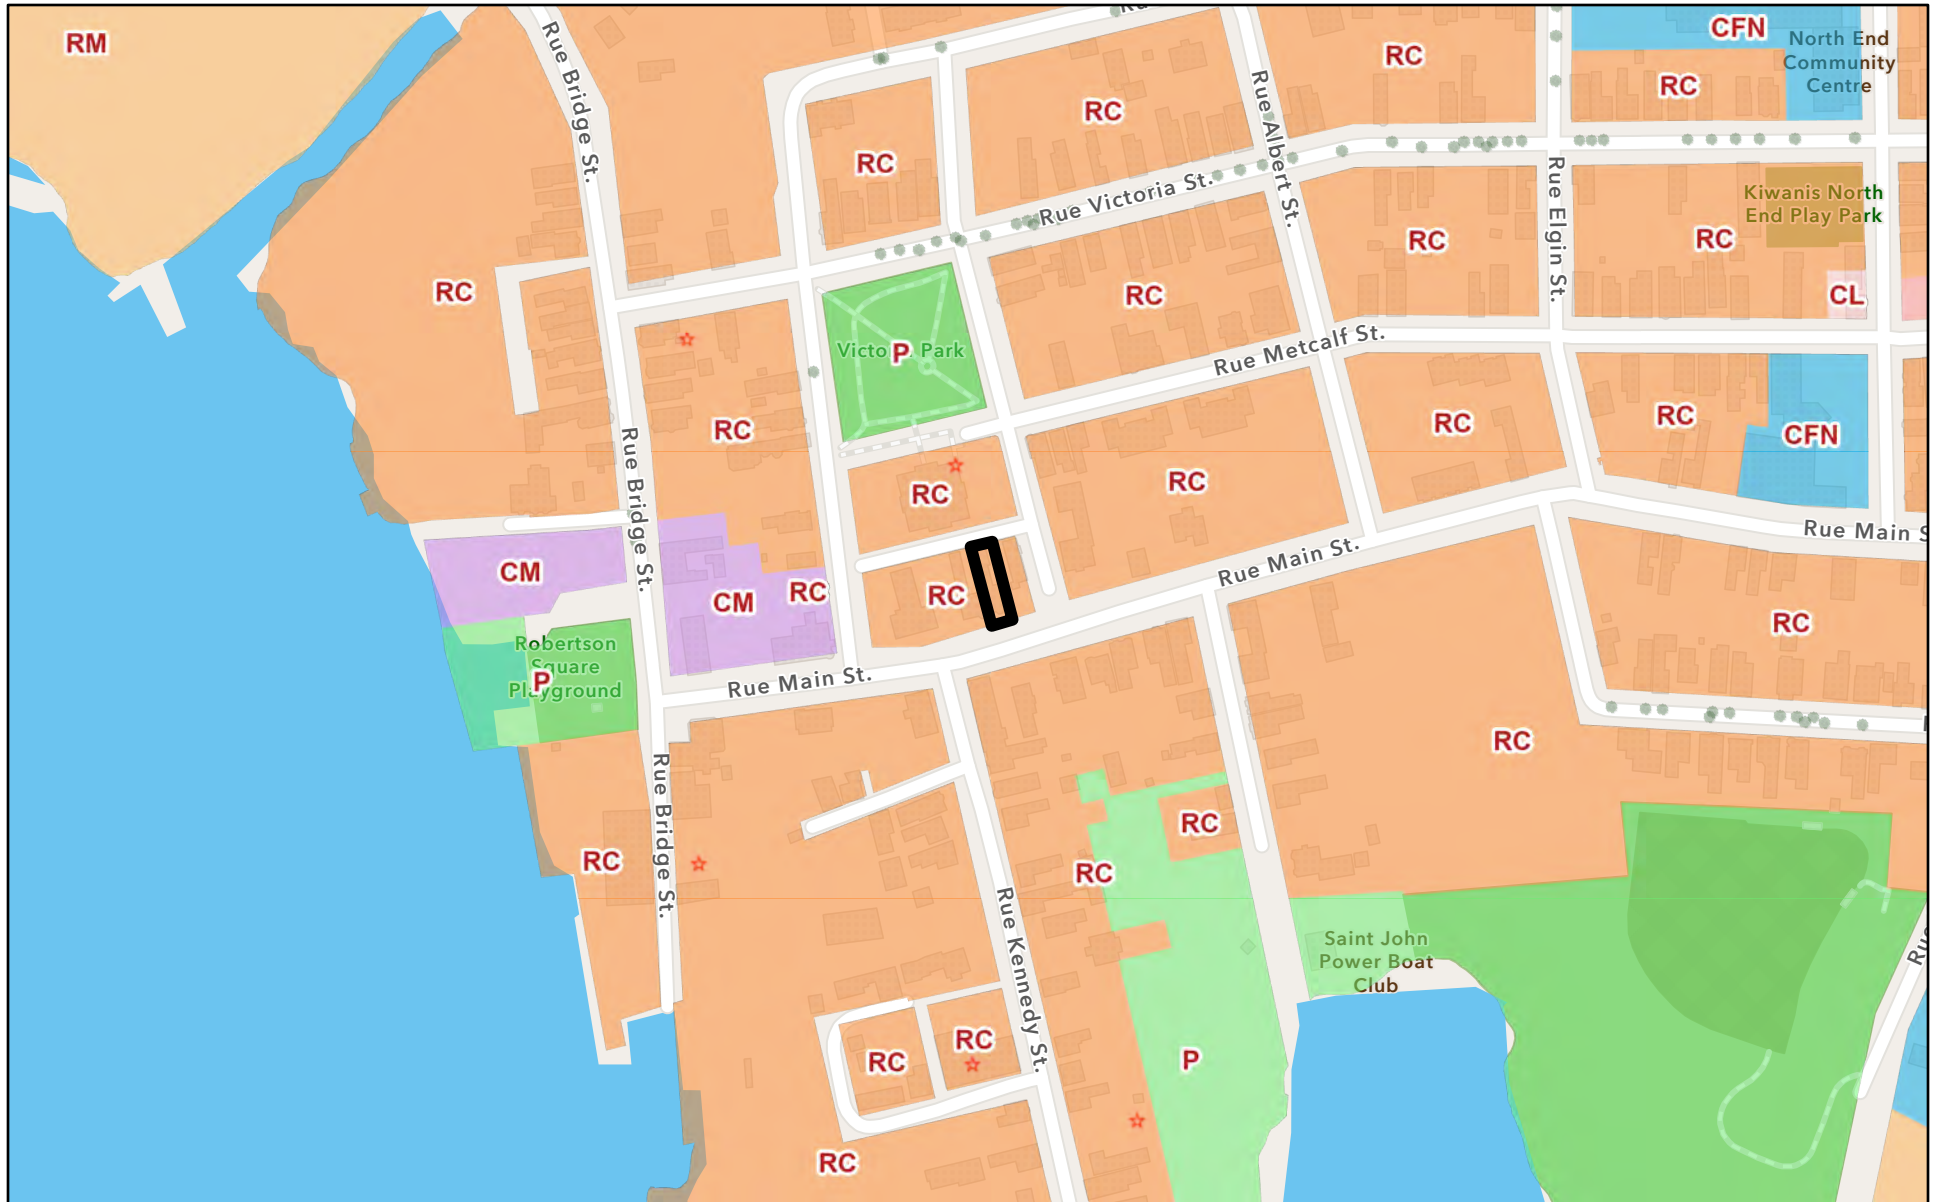 RM
Rue Bridge St.
Rue Albert St.
RC
CFN
North End
Community
Centre
RC
RC
RC
Rue Victoria St.
Rue Elgin St.
Kiwanis North
End Play Park
RC
RC
CL
RC
RC
P
Park
Rue Metcalf St.
RC
Rue Bridge St.
RC
RC
RC
CFN
RC
RC
Rue Main
CM
CM
RC
RC
Rue Main St.
RC
Robertson
Square
Playground
P
Rue Main St.
RC
Rue Bridge St.
RC
RC
RC
Rue Kennedy St.
Saint John
Power Boat
Club
RC
RC
P
RC